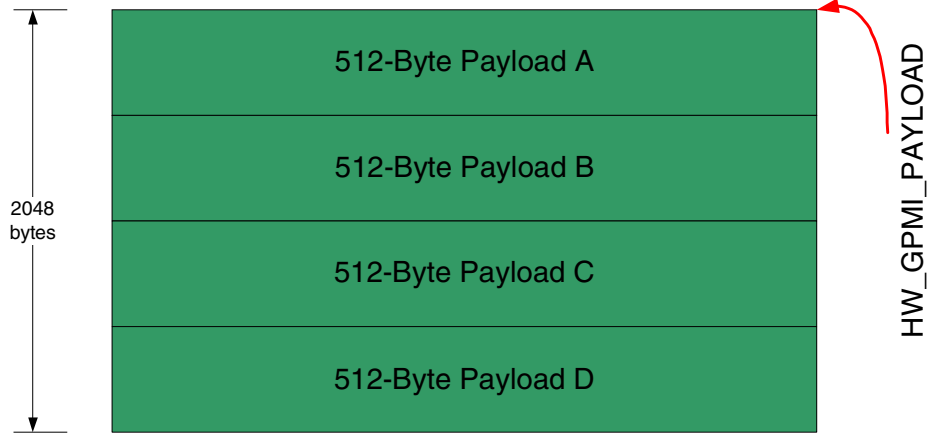 512-Byte Payload A
512-Byte Payload B
2048
bytes
512-Byte Payload C
512-Byte Payload D
HW_GPMI_PAYLOAD